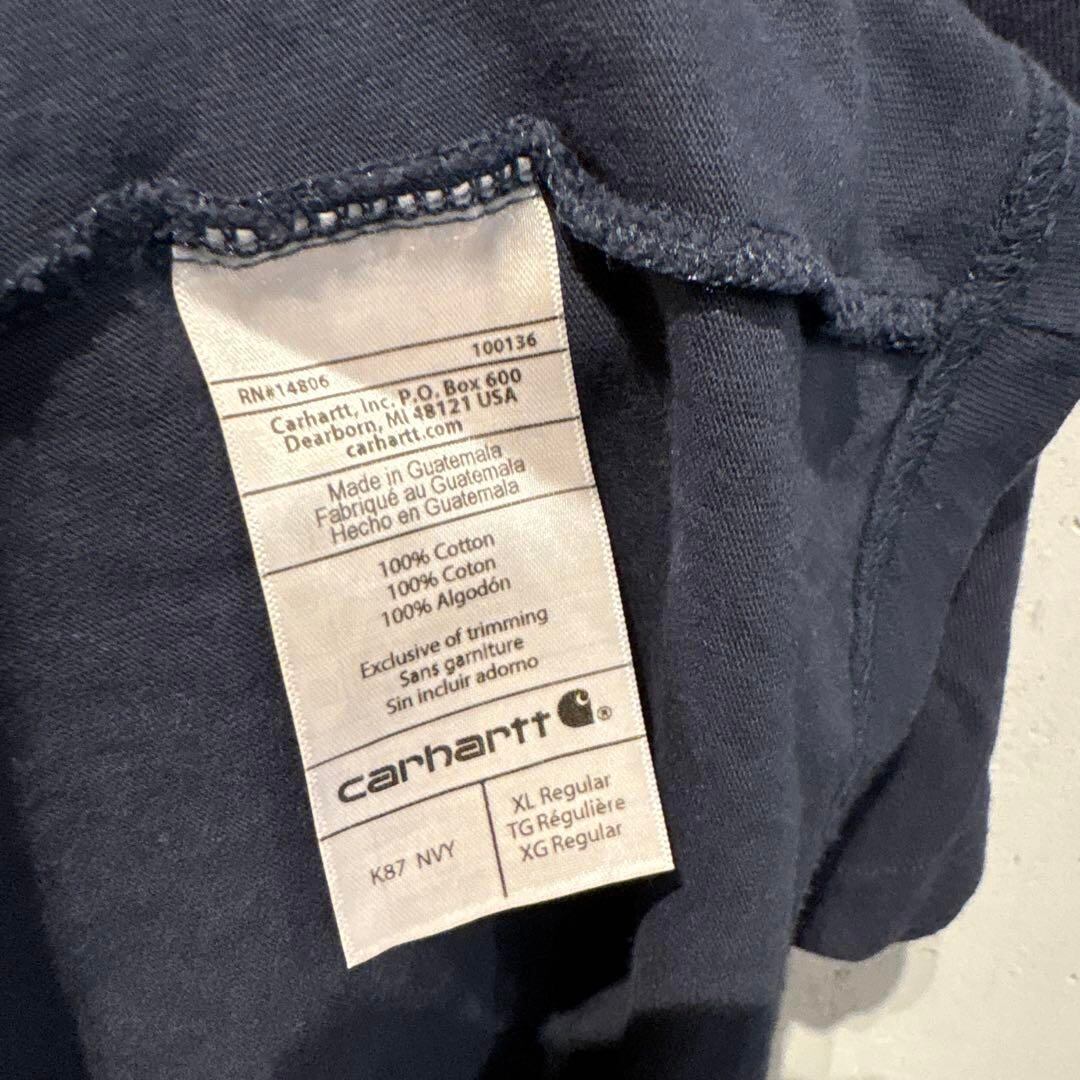 100136
RN#14806
Carhartt, Inc. P.O. Box 600
Dearborn, MI 48121 USA
carhartt.com
Made in Guatemala
Fabriqué au Guatemala
Hecho en Guatemala
100% Cotton
100% Coton
100% Algodón
Exclusive of trimming
Sans garniture
Sin incluir adorno
carhartt ®
K87 NVY
XL Regular
TG Régulière
XG Regular